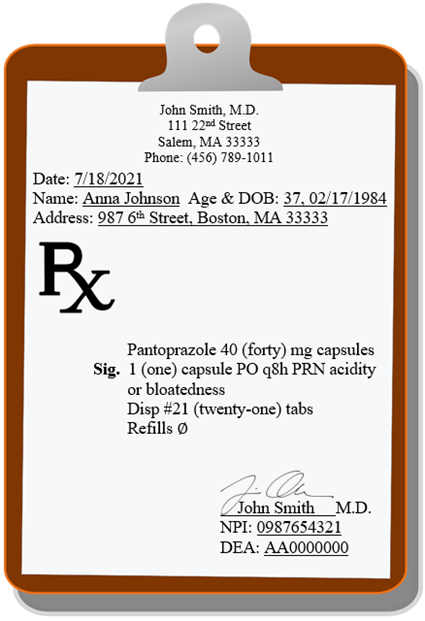 John Smith, M.D.
111 22nd Street
Salem, MA 33333
Phone: (456) 789-1011
Date: 7/18/2021
Name: Anna Johnson Age & DOB: 37, 02/17/1984
Address: 987 6th Street, Boston, MA 33333
Rx
Pantoprazole 40 (forty) mg capsules
Sig. 1 (one) capsule PO q8h PRN acidity
or bloatedness
Disp #21 (twenty-one) tabs
Refills Ø
John Smith M.D.
NPI: 0987654321
DEA: AA0000000